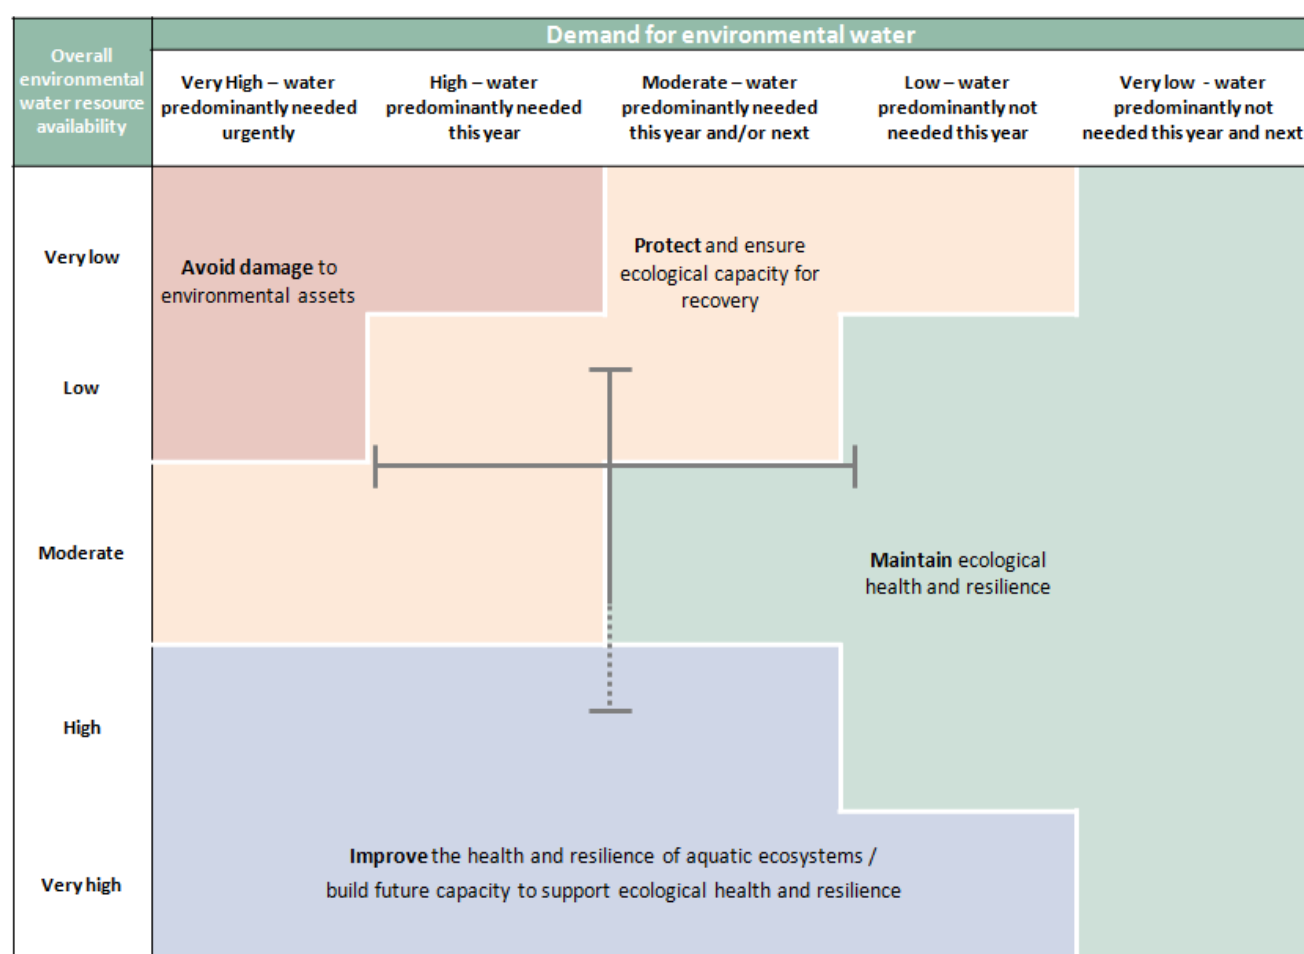 Demand for environmental water
Overall
environmental
water resource
availability
Very High – water
predominantly needed
urgently
High – water
predominantly needed
this year
Moderate – water
predominantly needed
this year and/or next
Low – water
predominantly not
needed this year
Very low - water
predominantly not
needed this year and next
Very low
Avoid damage to
environmental assets
Protect and ensure
ecological capacity for
recovery
Low
Moderate
Maintain ecological
health and resilience
High
Very high
Improve the health and resilience of aquatic ecosystems /
build future capacity to support ecological health and resilience